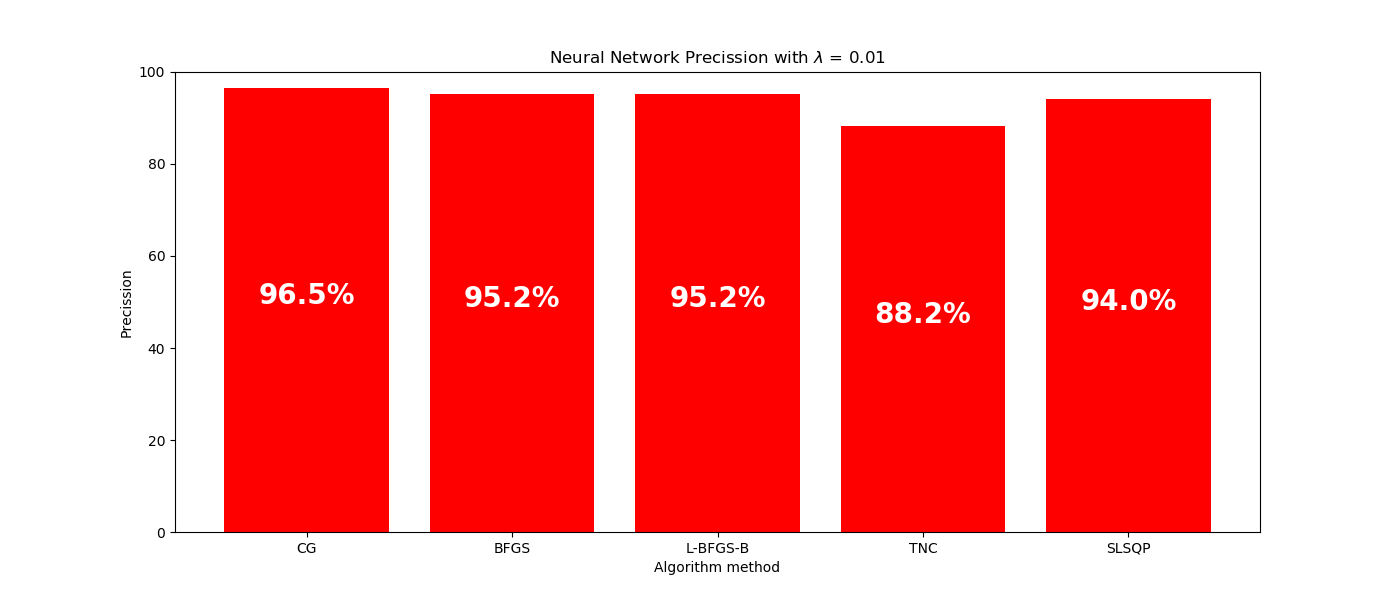 Neural Network Precission with λ = 0.01
100
80
60
40
20
0
Precission
96.5%
95.2%
95.2%
88.2%
94.0%
CG
BFGS
L-BFGS-B
TNC
SLSQP
Algorithm method